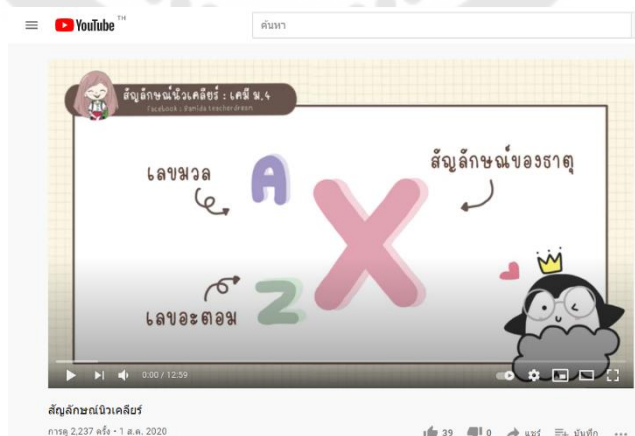 YouTube TH
ค้นหา
สัญลักษณ์นิวเคลียร์ : เคมี ม.4
Facebook : Damida teacherdream
เลขมวล
A
X
สัญลักษณ์ของธาตุ
Z
เลขอะตอม
0:00 / 12:59
สัญลักษณ์นิวเคลียร์
การดู 2,237 ครั้ง • 1 ส.ค. 2020
39
0
แชร์
บันทึก